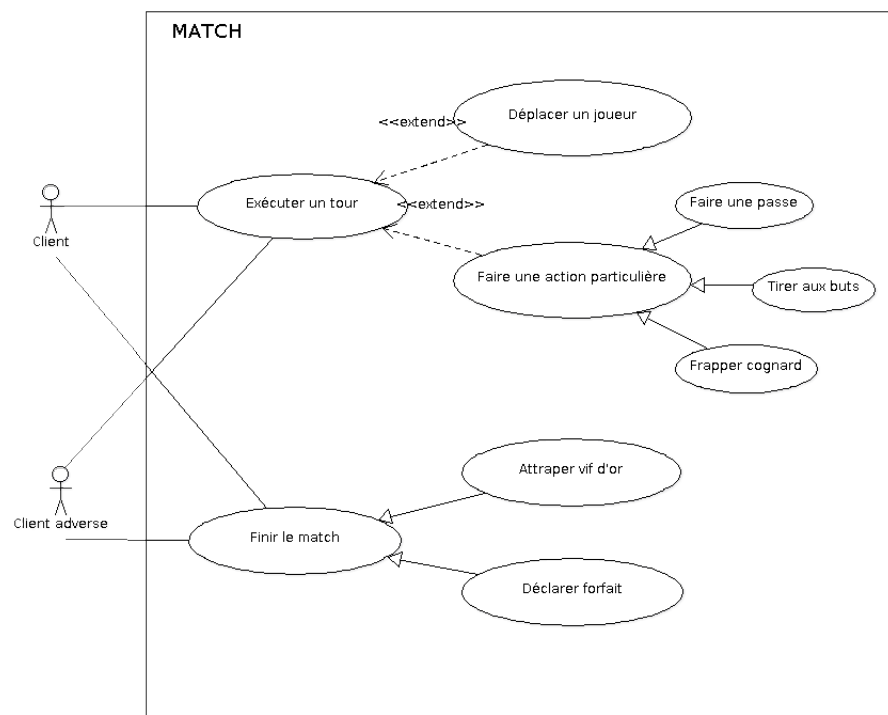 MATCH
Déplacer un joueur
<<extend>>
Exécuter un tour
<<extend>>
Faire une passe
Client
Faire une action particulière
Tirer aux buts
Frapper cognard
Attraper vif d'or
Client adverse
Finir le match
Déclarer forfait